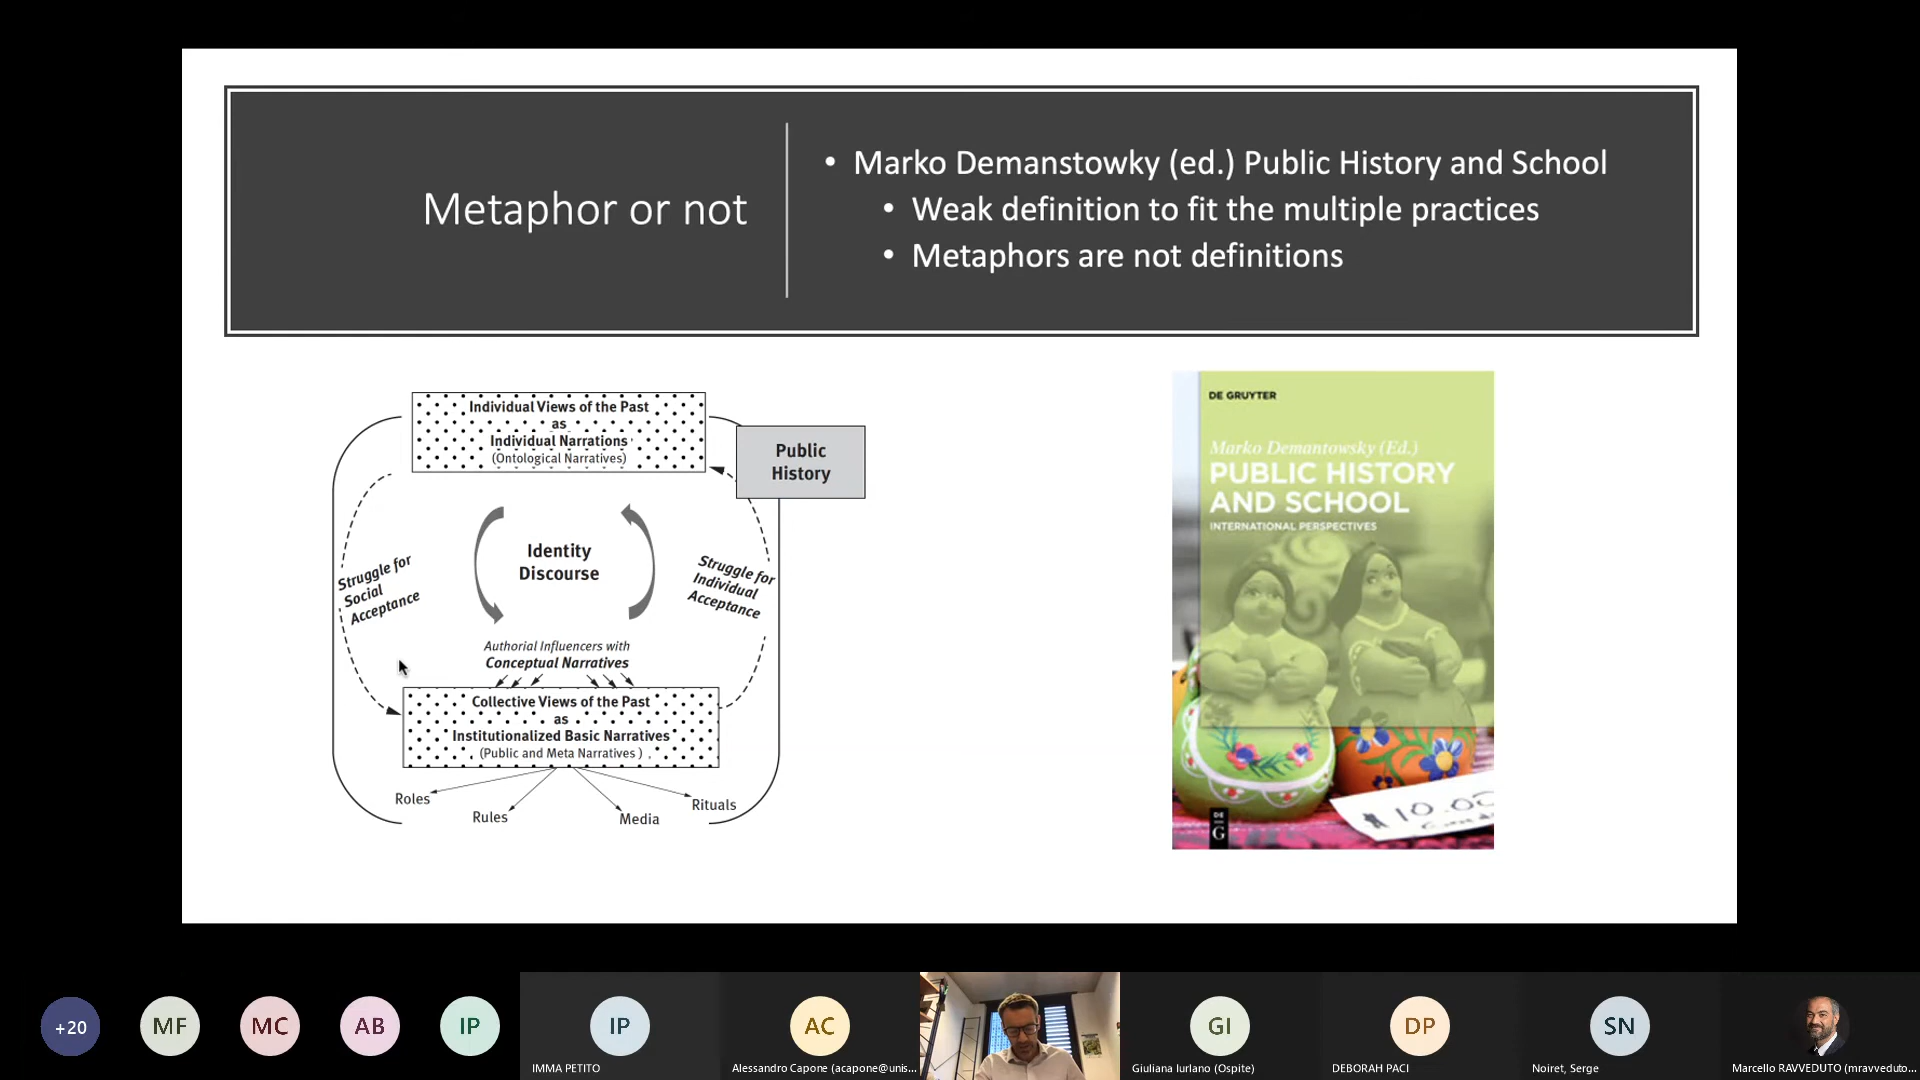 Metaphor or not
• Marko Demanstowky (ed.) Public History and School
• Weak definition to fit the multiple practices
• Metaphors are not definitions
Individual Views of the Past
as
Individual Narrations
(Ontological Narratives)
Public
History
Identity
Discourse
Struggle for
Social
Acceptance
Struggle for
Individual
Acceptance
Authorial Influencers with
Conceptual Narratives
Collective Views of the Past
as
Institutionalized Basic Narratives
(Public and Meta Narratives )
Roles
Rules
Media
Rituals
DE GRUYTER
Marko Demantowsky (Ed.)
PUBLIC HISTORY
AND SCHOOL
INTERNATIONAL PERSPECTIVES
10.00
DE
G
+20
MF
MC
AB
IP
IP
IMMA PETITO
AC
Alessandro Capone (acapone@unis...
GI
Giuliana Iurlano (Ospite)
DP
DEBORAH PACI
SN
Noiret, Serge
Marcello RAVVEDUTO (mravveduto...